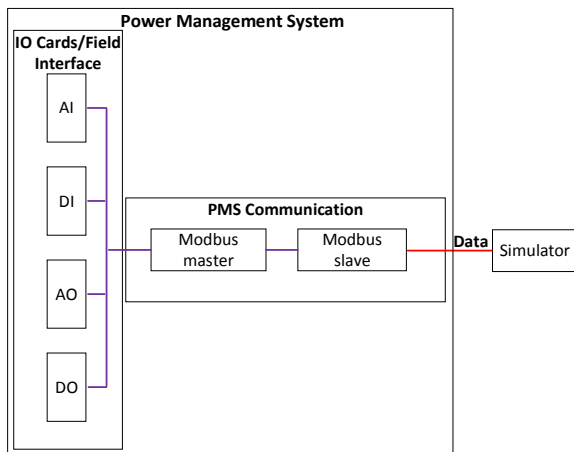 Power Management System
IO Cards/Field
Interface
AI
DI
AO
DO
PMS Communication
Modbus
master
Modbus
slave
Data
Simulator